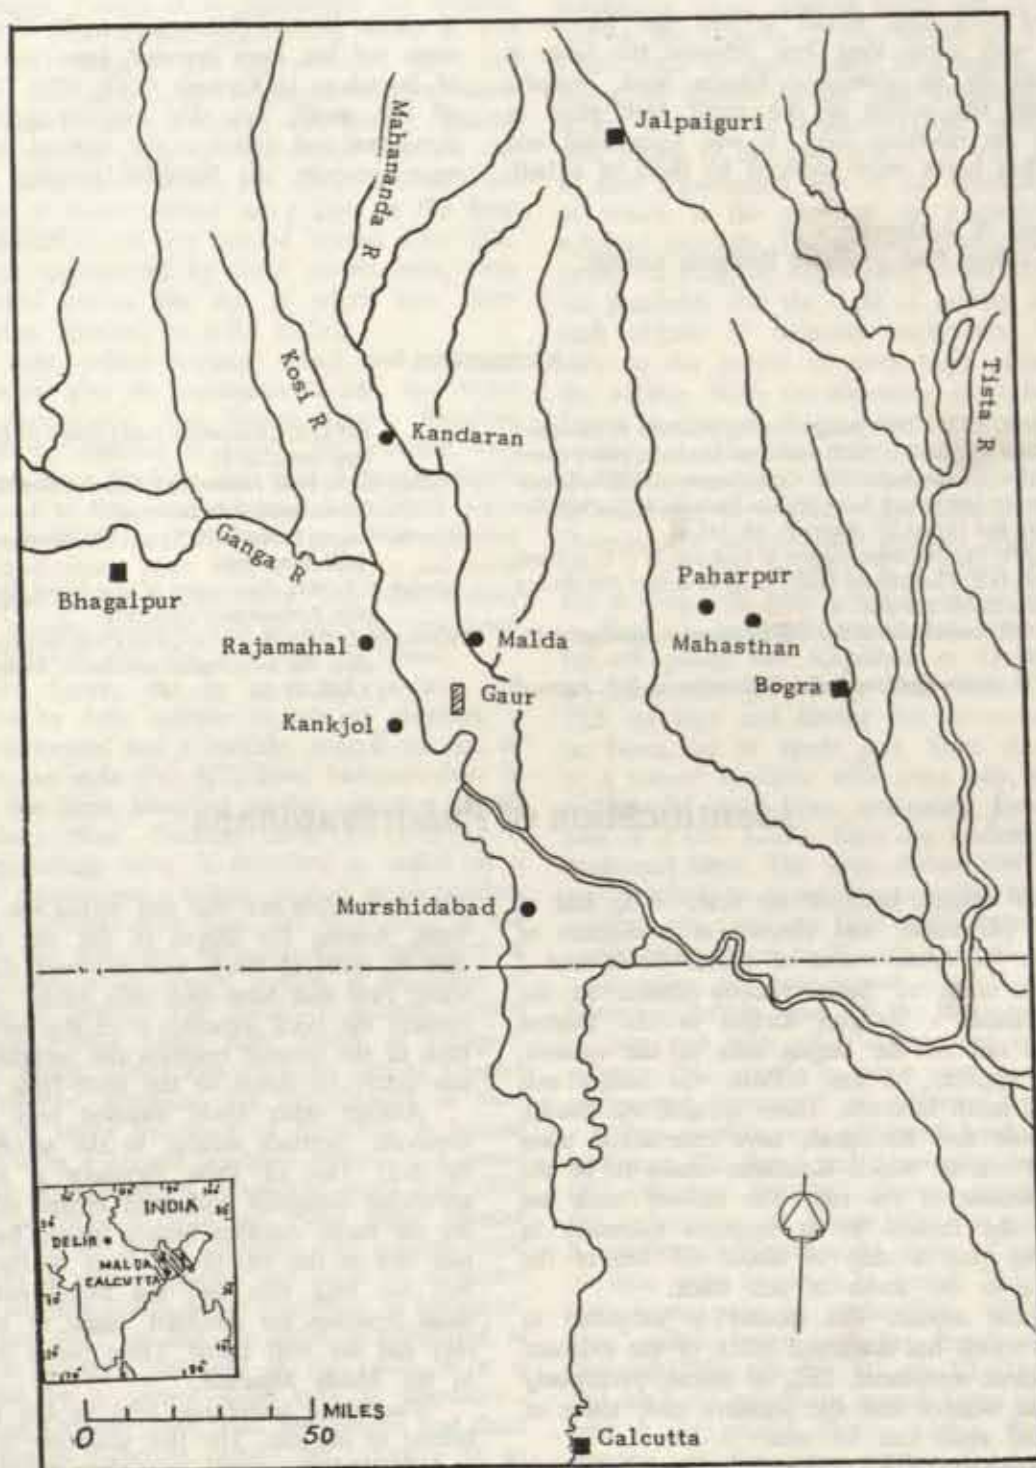 Jalpaiguri
Mahananda R
Kosi R
Tista R
Kandaran
Ganga R
Bhagalpur
Paharpur
Mahasthan
Rajamahal
Malda
Gaur
Bogra
Kankjol
Murshidabad
INDIA
DELHI
MALDA
CALCUTTA
MILES
0
50
Calcutta